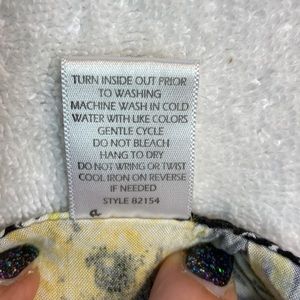 TURN INSIDE OUT PRIOR
TO WASHING
MACHINE WASH IN COLD
WATER WITH LIKE COLORS
GENTLE CYCLE
DO NOT BLEACH
HANG TO DRY
DO NOT WRING OR TWIST
COOL IRON ON REVERSE
IF NEEDED
STYLE 82154